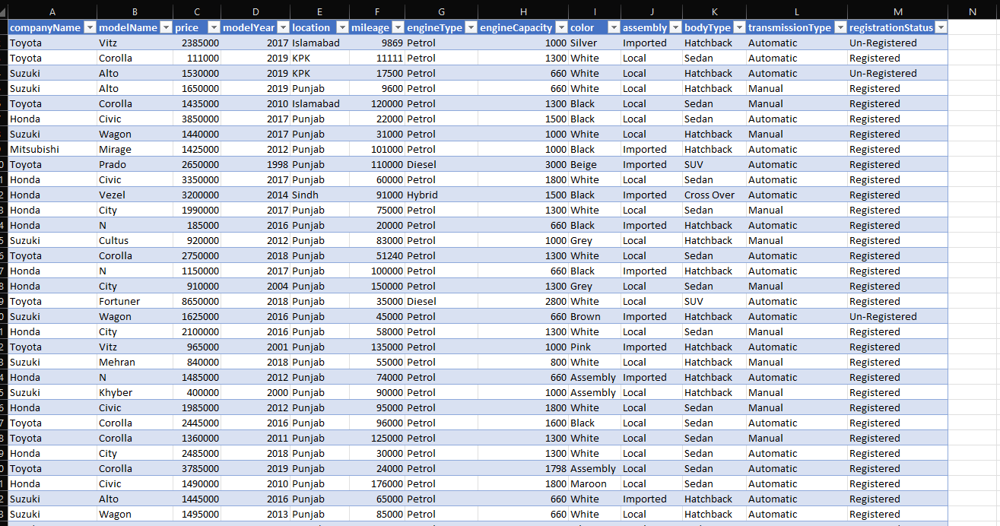 A B C D E F G H I J K L M N
companyName modelName price modelYear location mileage engineType engineCapacity color assembly bodyType transmissionType registrationStatus
Toyota Vitz 2385000 2017 Islamabad 9869 Petrol 1000 Silver Imported Hatchback Automatic Un-Registered
Toyota Corolla 111000 2019 KPK 11111 Petrol 1300 White Local Sedan Automatic Registered
Suzuki Alto 1530000 2019 KPK 17500 Petrol 660 White Local Hatchback Automatic Un-Registered
Suzuki Alto 1650000 2019 Punjab 9600 Petrol 660 White Local Hatchback Manual Registered
Toyota Corolla 1435000 2010 Islamabad 120000 Petrol 1300 Black Local Sedan Manual Registered
Honda Civic 3850000 2017 Punjab 22000 Petrol 1500 Black Local Sedan Automatic Registered
Suzuki Wagon 1440000 2017 Punjab 31000 Petrol 1000 White Local Hatchback Manual Registered
Mitsubishi Mirage 1425000 2012 Punjab 101000 Petrol 1000 Black Imported Hatchback Automatic Registered
Toyota Prado 2650000 1998 Punjab 110000 Diesel 3000 Beige Imported SUV Automatic Registered
Honda Civic 3350000 2017 Punjab 60000 Petrol 1800 White Local Sedan Automatic Registered
Honda Vezel 3200000 2014 Sindh 91000 Hybrid 1500 Black Imported Cross Over Automatic Registered
Honda City 1990000 2017 Punjab 75000 Petrol 1300 White Local Sedan Manual Registered
Honda N 185000 2016 Punjab 20000 Petrol 660 Black Imported Hatchback Automatic Registered
Suzuki Cultus 920000 2012 Punjab 83000 Petrol 1000 Grey Local Hatchback Manual Registered
Toyota Corolla 2750000 2018 Punjab 51240 Petrol 1300 White Local Sedan Automatic Registered
Honda N 1150000 2017 Punjab 100000 Petrol 660 Black Imported Hatchback Automatic Registered
Honda City 910000 2004 Punjab 150000 Petrol 1300 Grey Local Sedan Manual Registered
Toyota Fortuner 8650000 2018 Punjab 35000 Diesel 2800 White Local SUV Automatic Registered
Suzuki Wagon 1625000 2016 Punjab 45000 Petrol 660 Brown Imported Hatchback Automatic Un-Registered
Honda City 2100000 2016 Punjab 58000 Petrol 1300 White Local Sedan Manual Registered
Toyota Vitz 965000 2001 Punjab 135000 Petrol 1000 Pink Imported Hatchback Automatic Registered
Suzuki Mehran 840000 2018 Punjab 55000 Petrol 800 White Local Hatchback Manual Registered
Honda N 1485000 2012 Punjab 74000 Petrol 660 Assembly Imported Hatchback Automatic Registered
Suzuki Khyber 400000 2000 Punjab 90000 Petrol 1000 Assembly Local Hatchback Manual Registered
Honda Civic 1985000 2012 Punjab 95000 Petrol 1800 White Local Sedan Manual Registered
Toyota Corolla 2445000 2016 Punjab 96000 Petrol 1600 Black Local Sedan Automatic Registered
Toyota Corolla 1360000 2011 Punjab 125000 Petrol 1300 White Local Sedan Manual Registered
Honda City 2485000 2018 Punjab 30000 Petrol 1300 White Local Sedan Automatic Registered
Toyota Corolla 3785000 2019 Punjab 24000 Petrol 1798 Assembly Local Sedan Automatic Registered
Honda Civic 1490000 2010 Punjab 176000 Petrol 1800 Maroon Local Sedan Automatic Registered
Suzuki Alto 1445000 2016 Punjab 65000 Petrol 660 White Imported Hatchback Automatic Registered
Suzuki Wagon 1495000 2013 Punjab 85000 Petrol 660 White Local Hatchback Automatic Registered